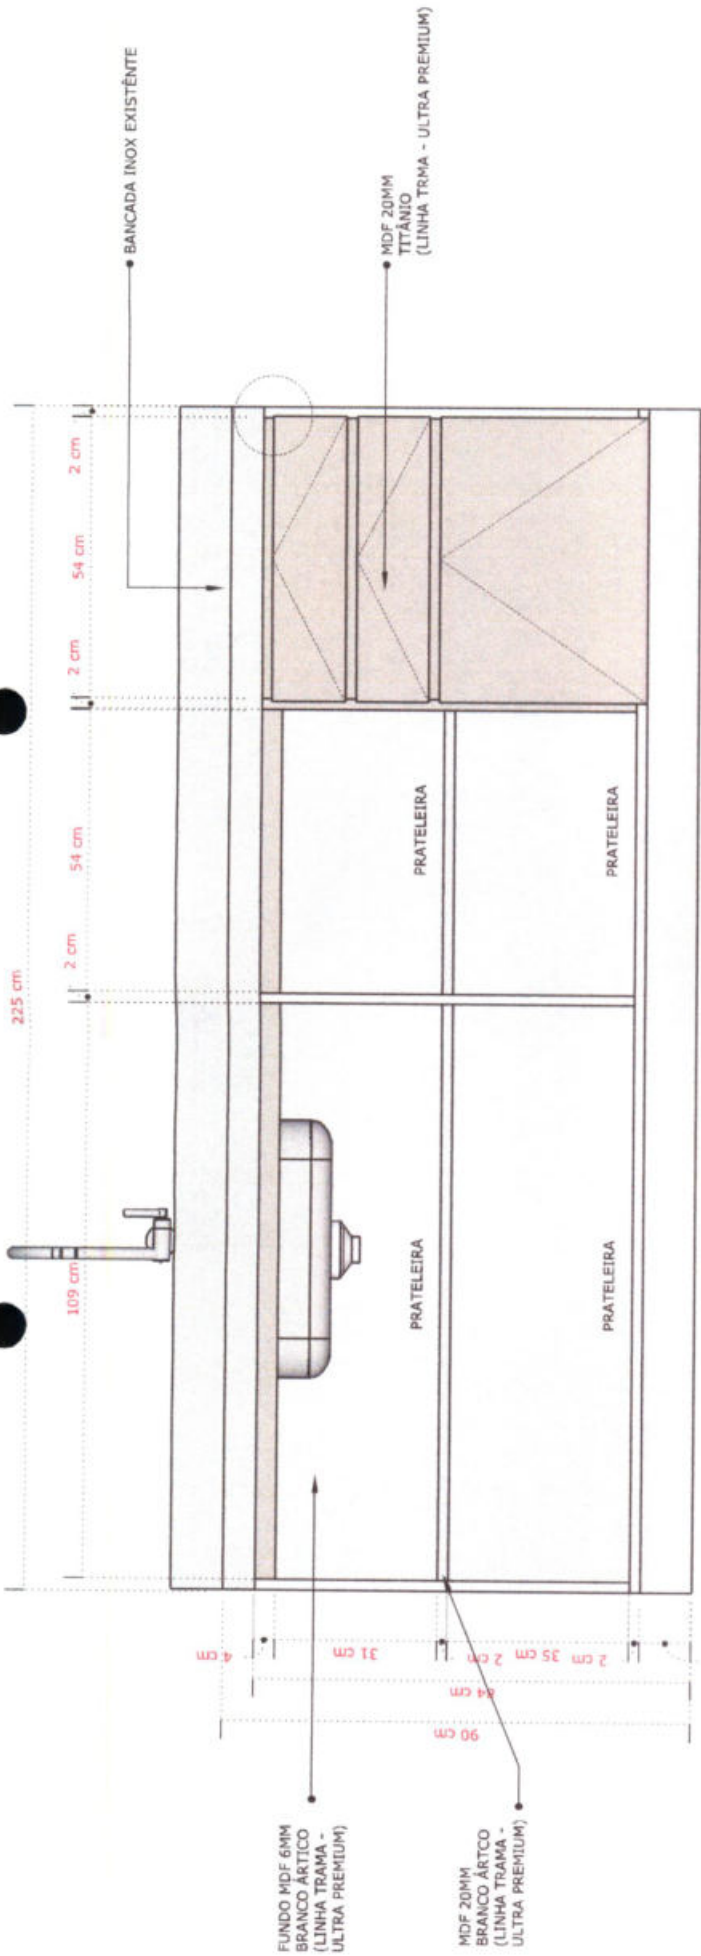 225 cm
109 cm
2 cm
54 cm
2 cm
54 cm
2 cm
BANCADA INOX EXISTÊNTE
MDF 20MM
TITÂNIO
(LINHA TRMA - ULTRA PREMIUM)
PRATELEIRA
PRATELEIRA
PRATELEIRA
PRATELEIRA
4 cm
31 cm
2 cm
35 cm
2 cm
84 cm
90 cm
FUNDO MDF 6MM
BRANCO ÁRTICO
(LINHA TRAMA -
ULTRA PREMIUM)
MDF 20MM
BRANCO ÁRTCO
(LINHA TRAMA -
ULTRA PREMIUM)